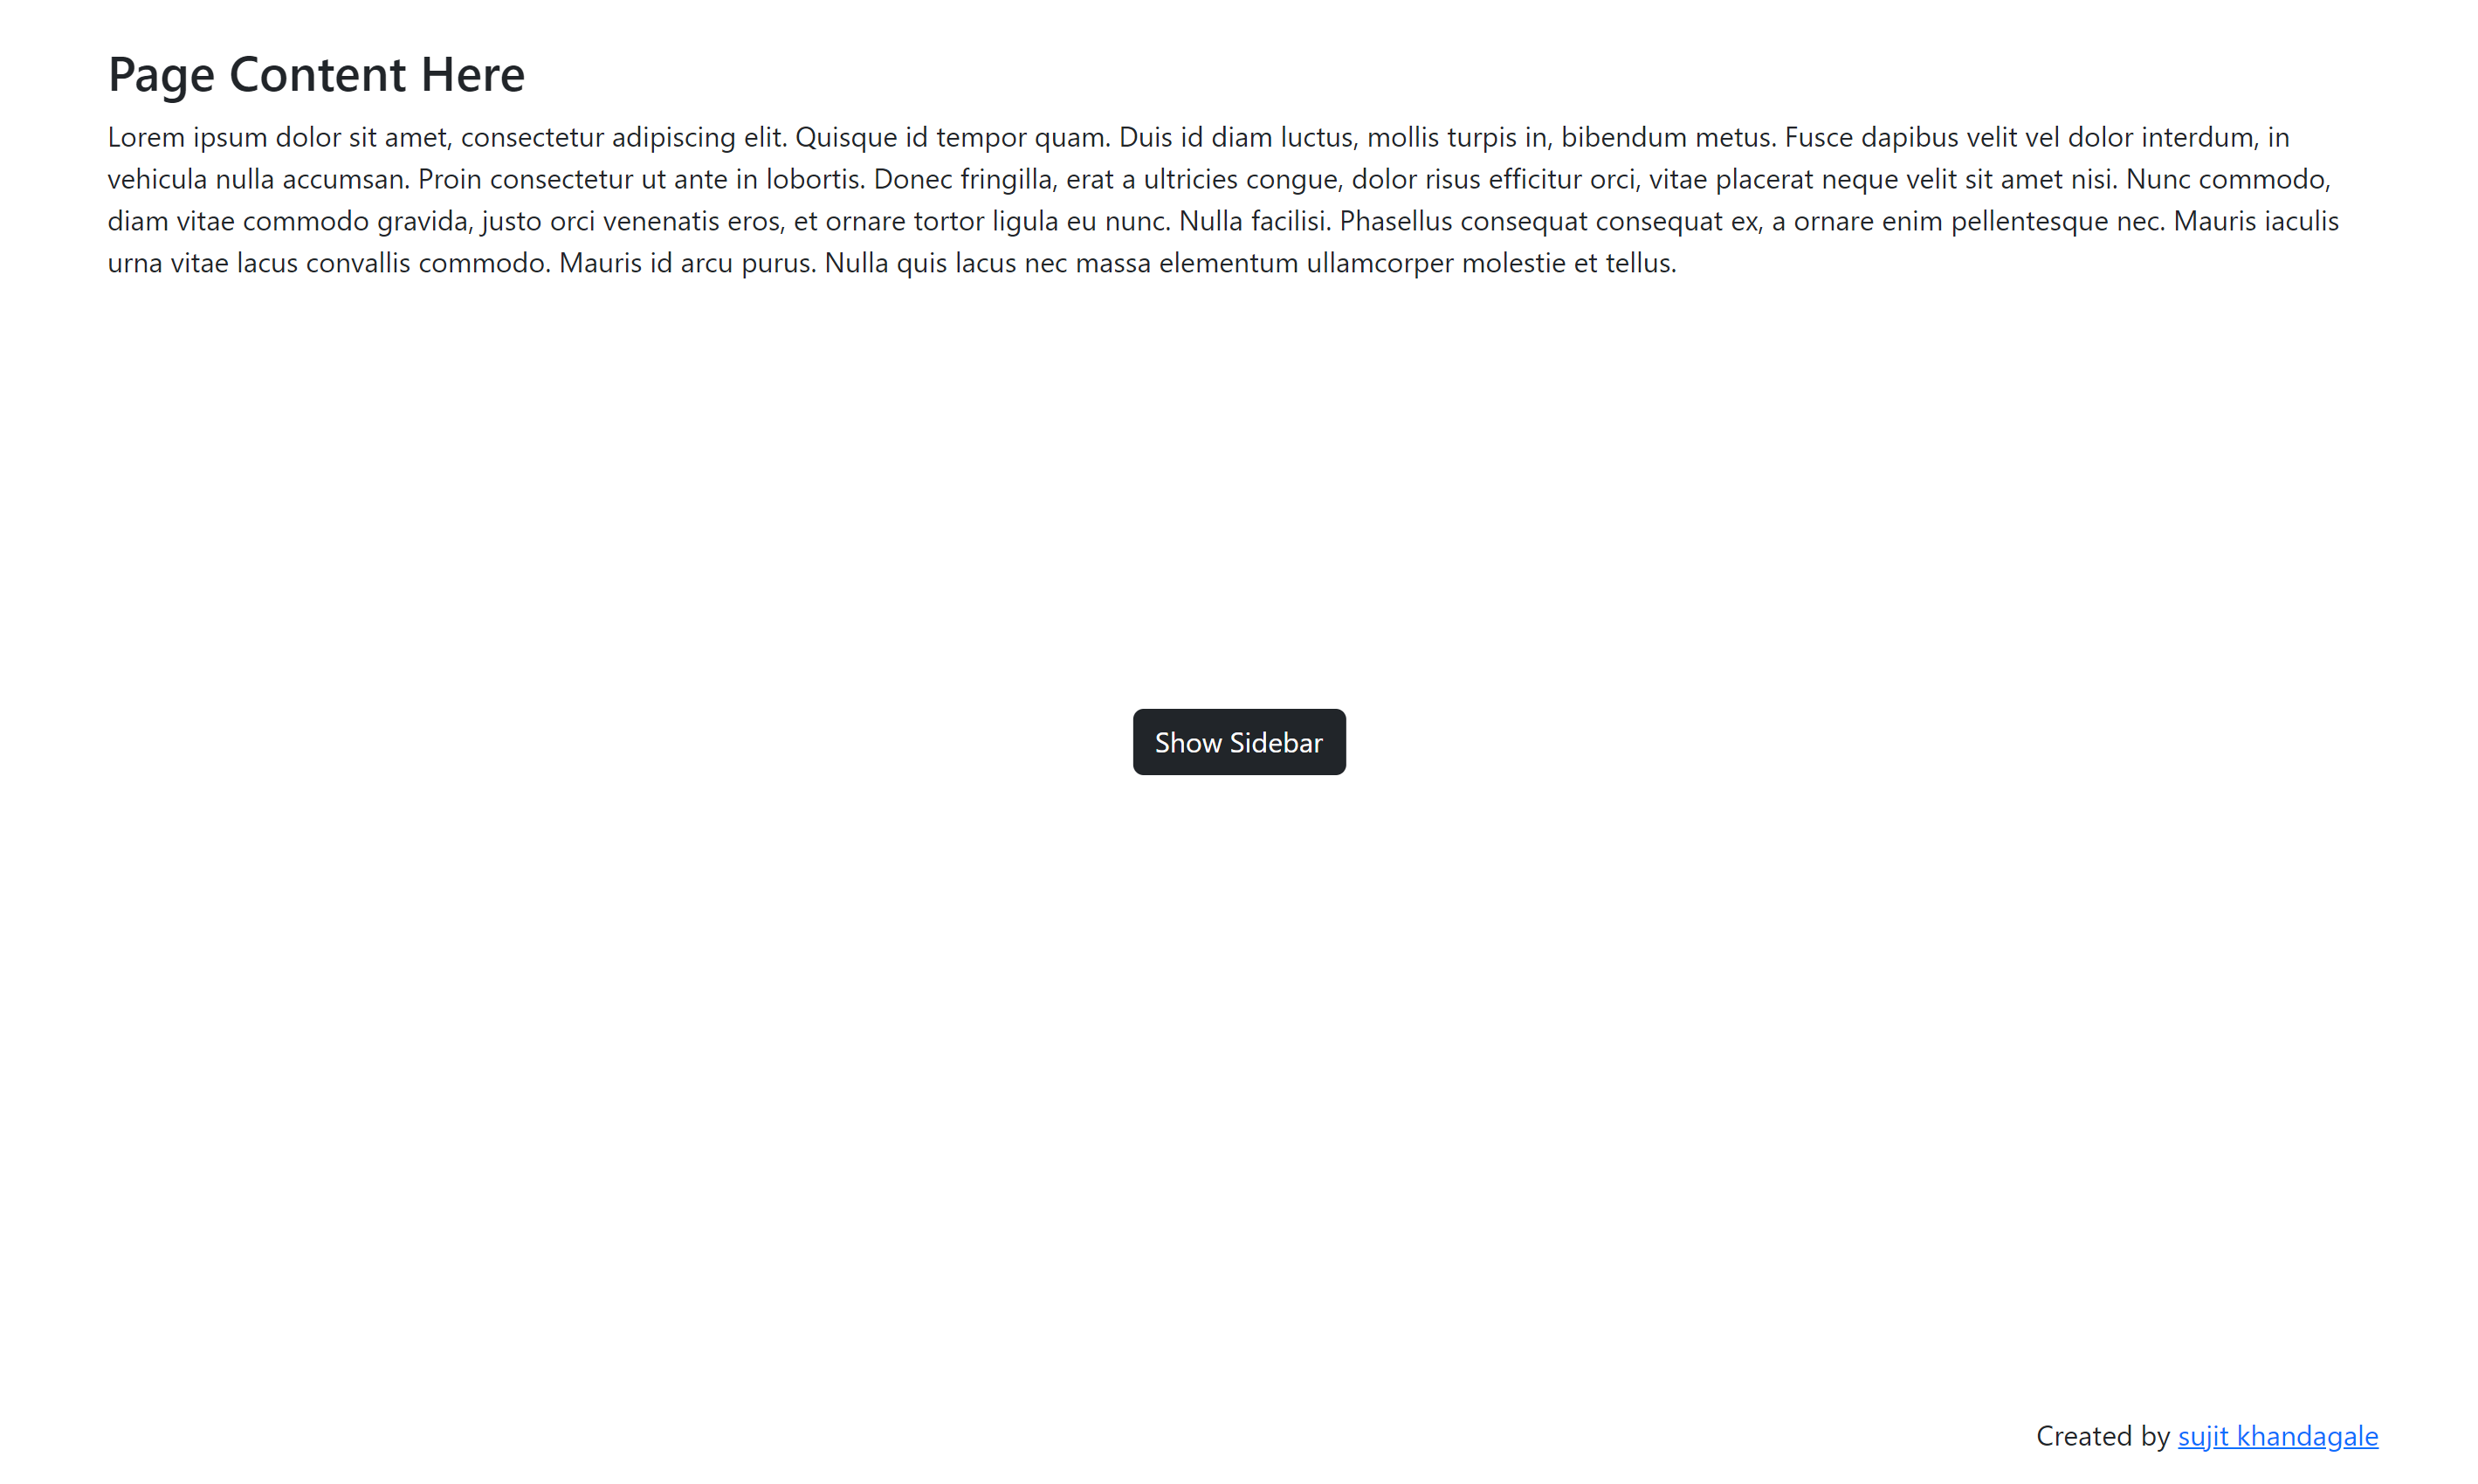 Page Content Here
Lorem ipsum dolor sit amet, consectetur adipiscing elit. Quisque id tempor quam. Duis id diam luctus, mollis turpis in, bibendum metus. Fusce dapibus velit vel dolor interdum, in
vehicula nulla accumsan. Proin consectetur ut ante in lobortis. Donec fringilla, erat a ultricies congue, dolor risus efficitur orci, vitae placerat neque velit sit amet nisi. Nunc commodo,
diam vitae commodo gravida, justo orci venenatis eros, et ornare tortor ligula eu nunc. Nulla facilisi. Phasellus consequat consequat ex, a ornare enim pellentesque nec. Mauris iaculis
urna vitae lacus convallis commodo. Mauris id arcu purus. Nulla quis lacus nec massa elementum ullamcorper molestie et tellus.
Show Sidebar
Created by sujit khandagale